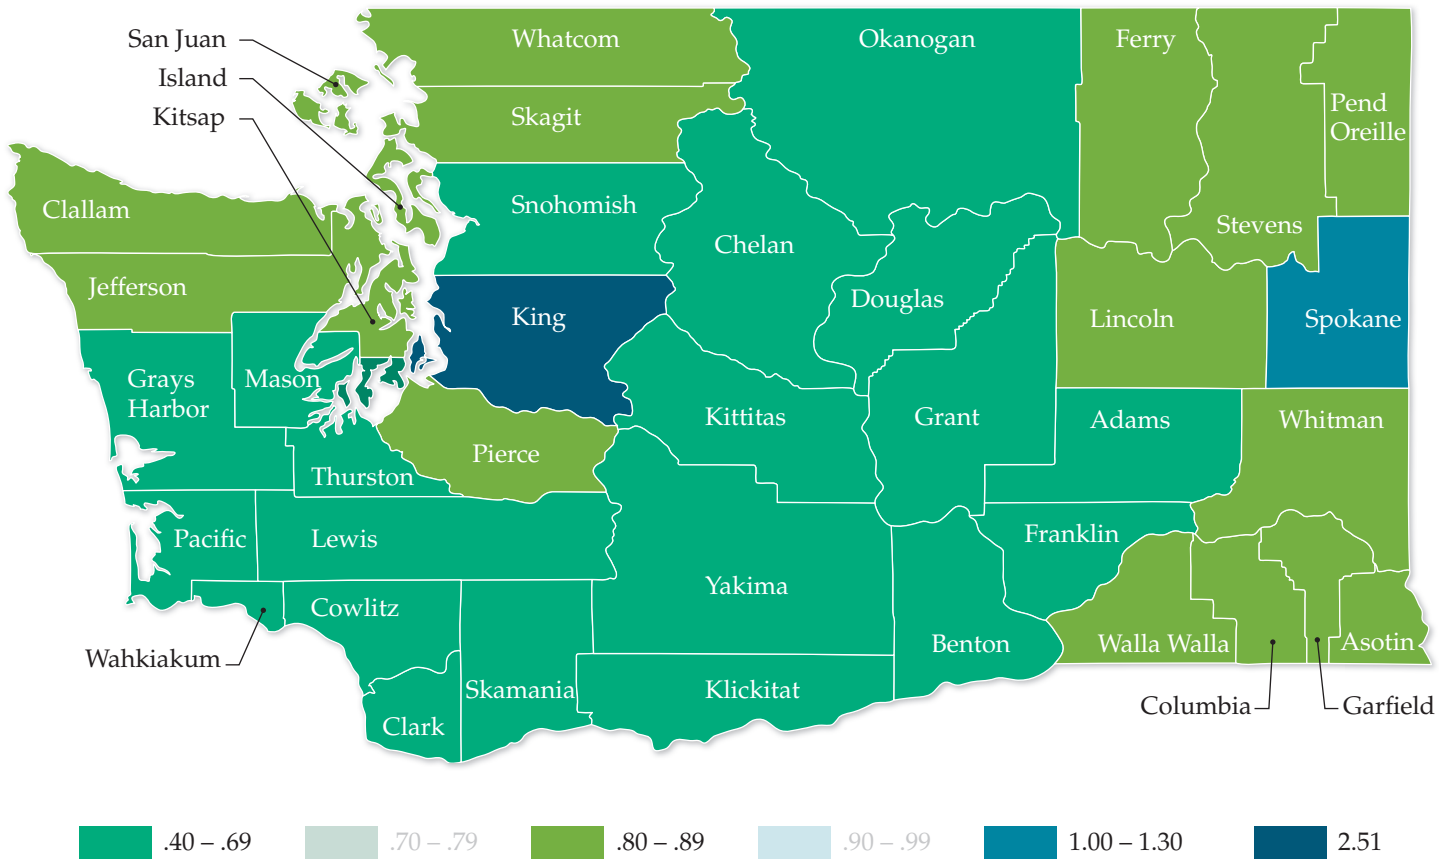 San Juan
Island
Kitsap
Whatcom
Okanogan
Ferry
Pend
Oreille
Skagit
Clallam
Snohomish
Chelan
Stevens
Jefferson
King
Douglas
Lincoln
Spokane
Grays
Harbor
Mason
Kittitas
Grant
Adams
Whitman
Pierce
Thurston
Pacific
Lewis
Franklin
Yakima
Cowlitz
Wahkiakum
Benton
Walla Walla
Asotin
Skamania
Klickitat
Clark
Columbia
Garfield
.40 – .69
.70 – .79
.80 – .89
.90 – .99
1.00 – 1.30
2.51